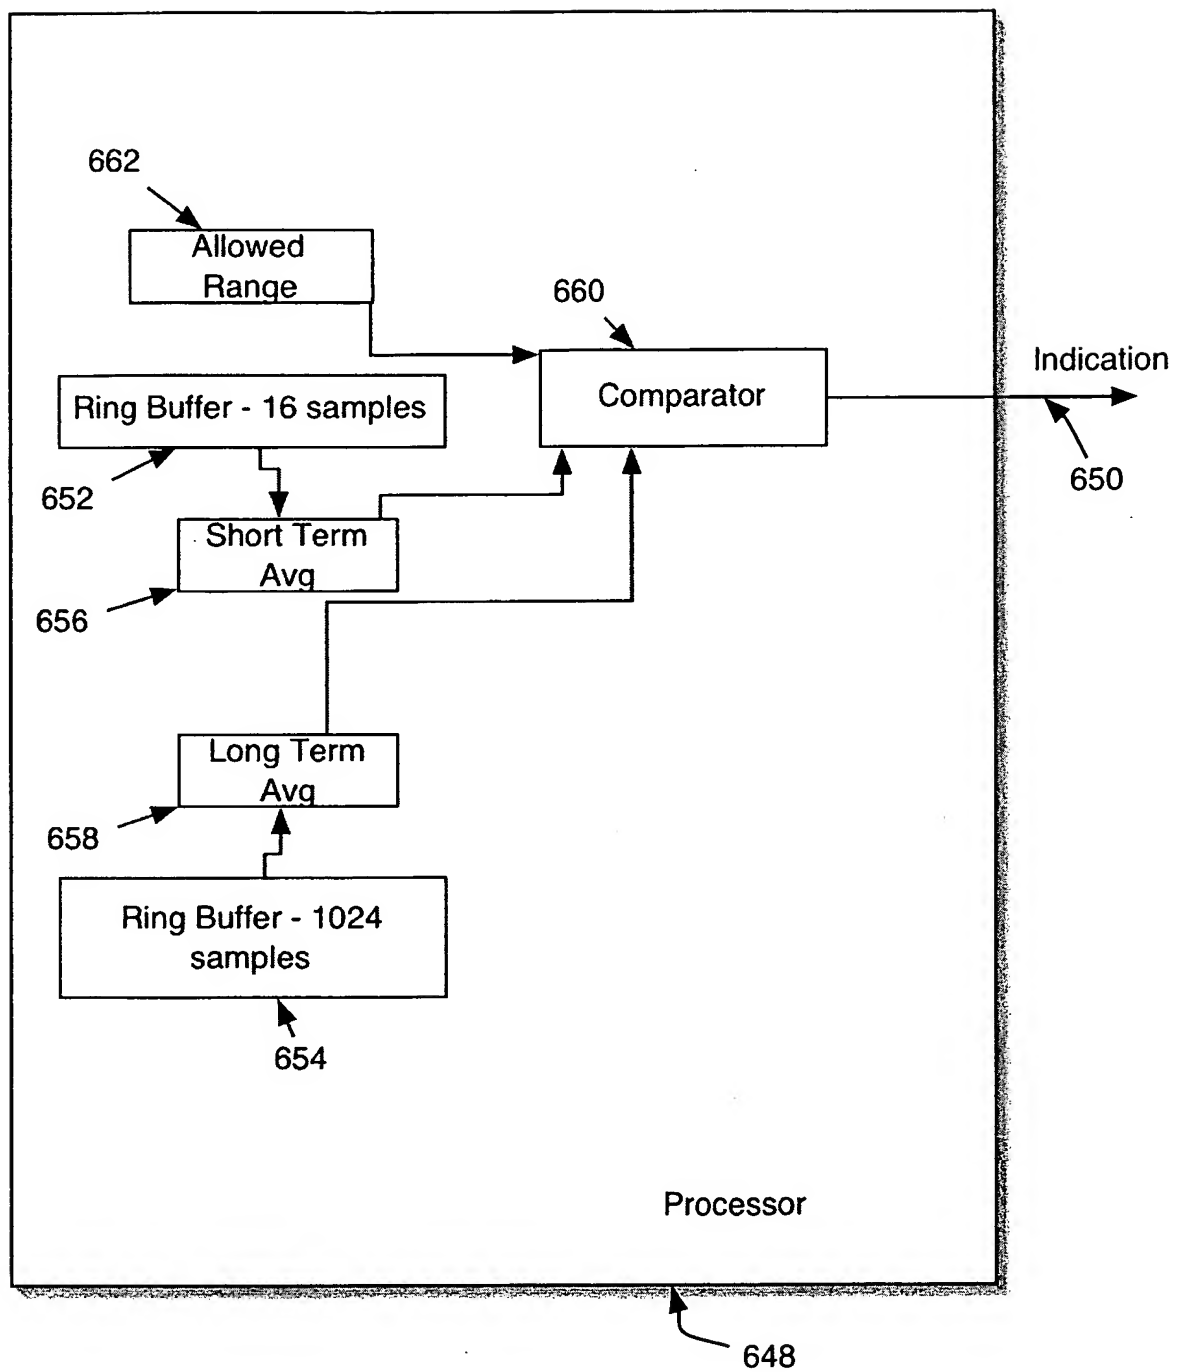 662
Allowed
Range
660
Comparator
Indication
650
Ring Buffer - 16 samples
652
Short Term
Avg
656
Long Term
Avg
658
Ring Buffer - 1024
samples
654
Processor
648